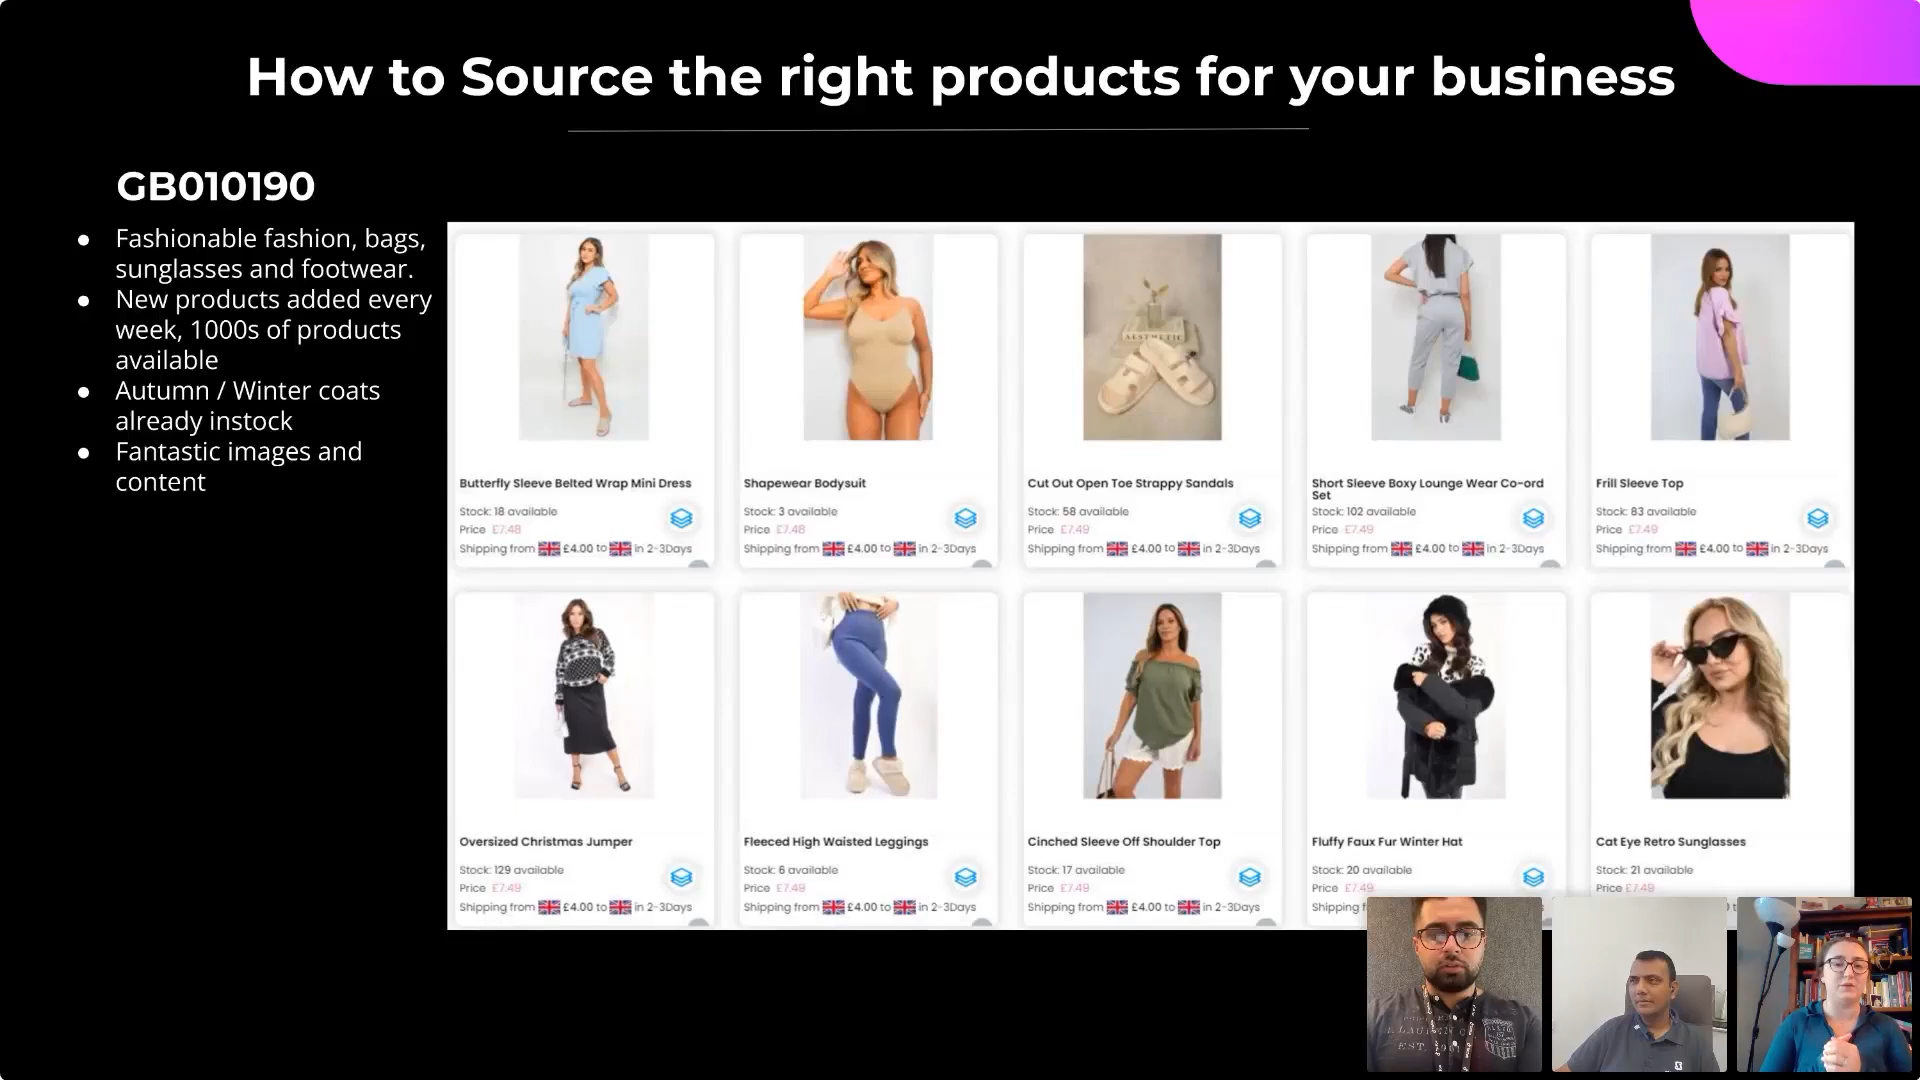 How to Source the right products for your business
GB010190
● Fashionable fashion, bags,
sunglasses and footwear.
● New products added every
week, 1000s of products
available
● Autumn / Winter coats
already instock
● Fantastic images and
content
AESTHETIC
Butterfly Sleeve Belted Wrap Mini Dress
Stock: 18 available
Price £7.48
Shipping from £4.00 to in 2-3Days
Shapewear Bodysuit
Stock: 3 available
Price £7.48
Shipping from £4.00 to in 2-3Days
Cut Out Open Toe Strappy Sandals
Stock: 58 available
Price £7.49
Shipping from £4.00 to in 2-3Days
Short Sleeve Boxy Lounge Wear Co-ord
Set
Stock: 102 available
Price £7.49
Shipping from £4.00 to in 2-3Days
Frill Sleeve Top
Stock: 83 available
Price £7.49
Shipping from £4.00 to in 2-3Days
Oversized Christmas Jumper
Stock: 129 available
Price £7.49
Shipping from £4.00 to in 2-3Days
Fleeced High Waisted Leggings
Stock: 6 available
Price £7.49
Shipping from £4.00 to in 2-3Days
Cinched Sleeve Off Shoulder Top
Stock: 17 available
Price £7.49
Shipping from £4.00 to in 2-3Days
Fluffy Faux Fur Winter Hat
Stock: 20 available
Price £7.49
Shipping
Cat Eye Retro Sunglasses
Stock: 21 available
Price £7.49
EST.